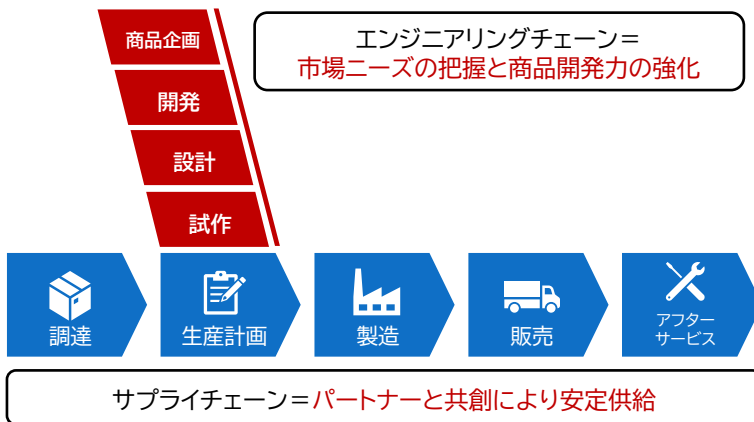 商品企画
エンジニアリングチェーン＝
市場ニーズの把握と商品開発力の強化
開発
設計
試作
調達
生産計画
製造
販売
アフター
サービス
サプライチェーン＝パートナーと共創により安定供給